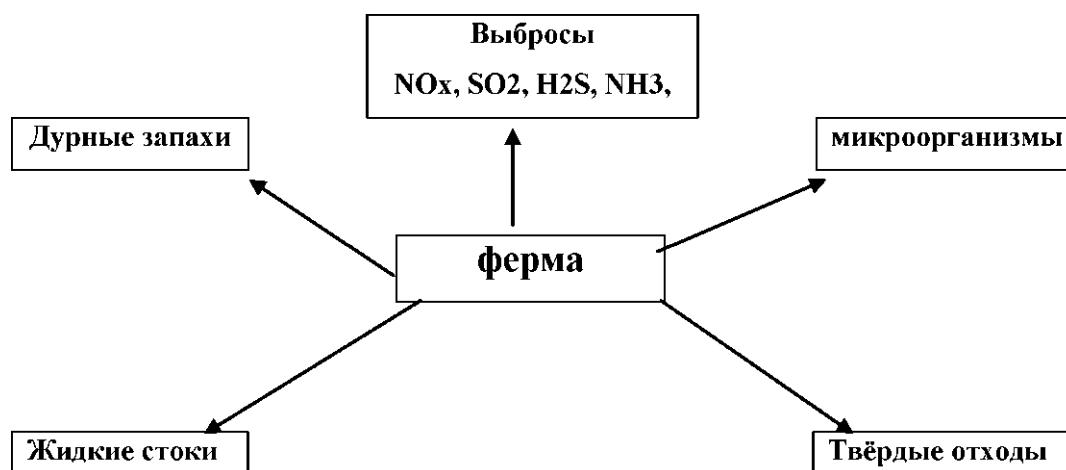 Выбросы
NOx, SO2, H2S, NH3,
Дурные запахи
микроорганизмы
ферма
Жидкие стоки
Твёрдые отходы